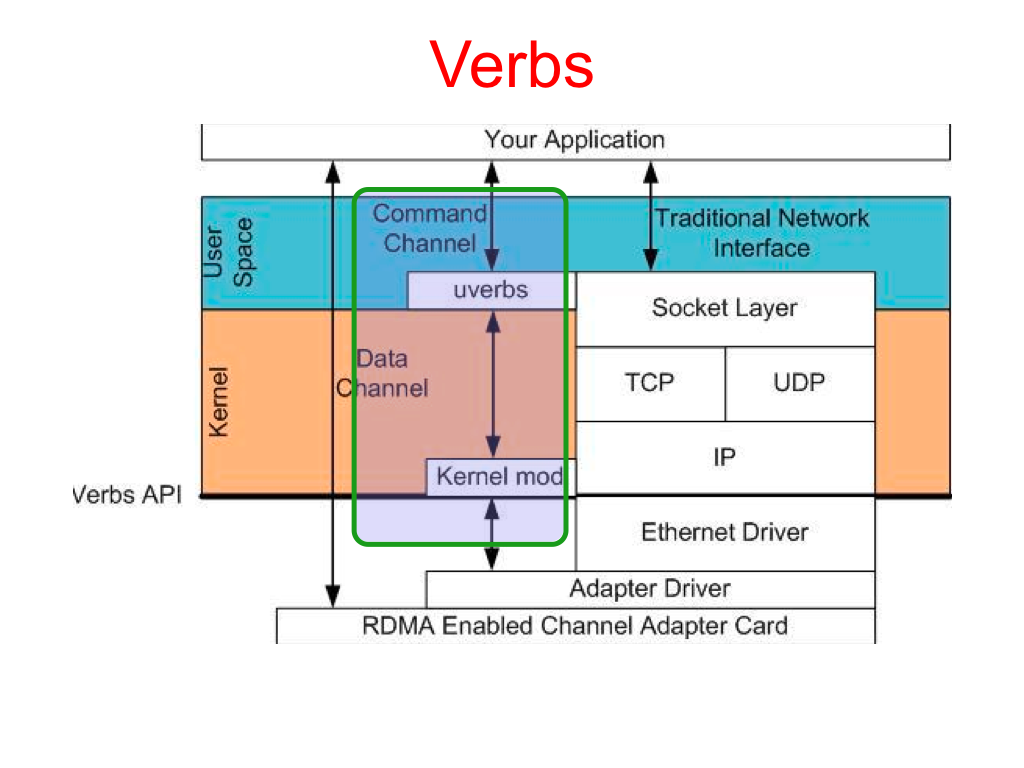 Verbs
Your Application
User
Space
Command
Channel
Traditional Network
Interface
uverbs
Socket Layer
Data
Channel
Kernel
TCP
UDP
IP
Kernel mod
Verbs API
Ethernet Driver
Adapter Driver
RDMA Enabled Channel Adapter Card